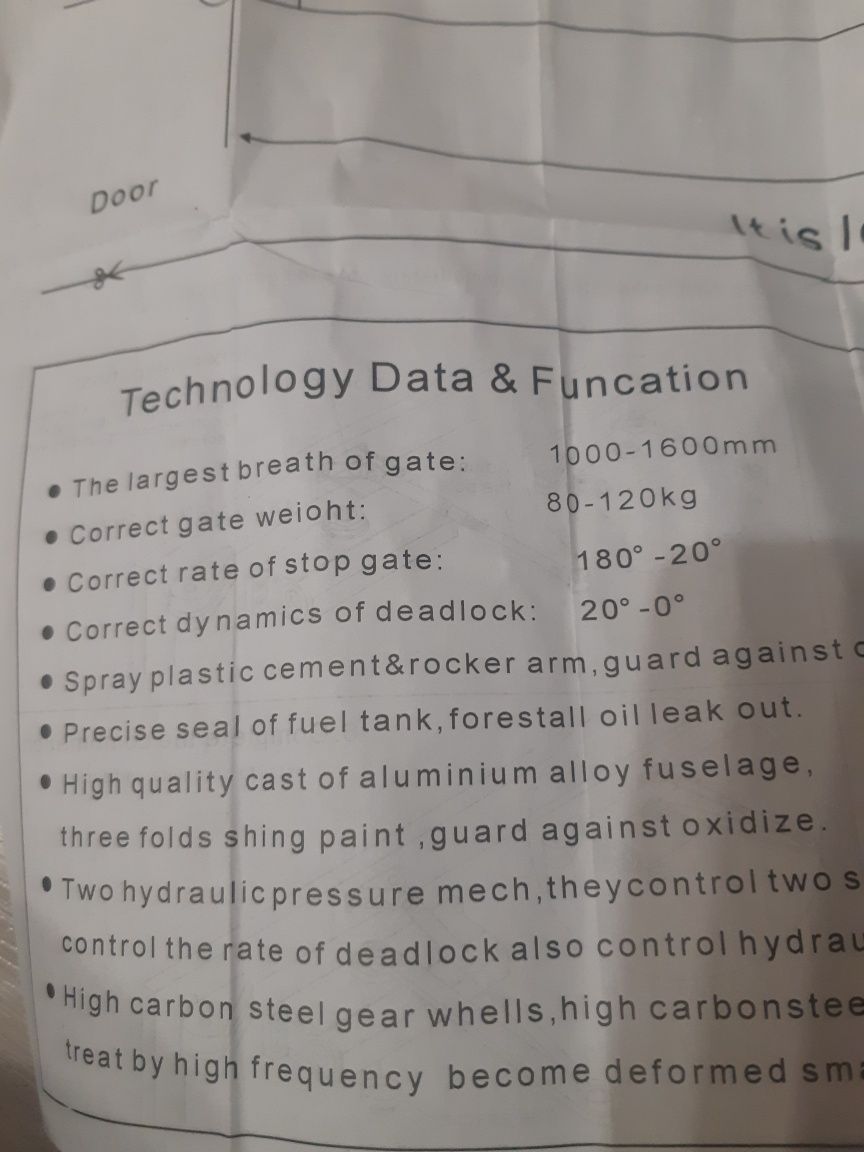 Door
It is
Technology Data & Funcation
• The largest breath of gate: 1000-1600mm
• Correct gate weioht: 80-120kg
• Correct rate of stop gate: 180° -20°
• Correct dynamics of deadlock: 20° -0°
• Spray plastic cement&rocker arm,guard against
• Precise seal of fuel tank,forestall oil leak out.
• High quality cast of aluminium alloy fuselage,
three folds shing paint ,guard against oxidize.
• Two hydraulic pressure mech,they control two
control the rate of deadlock also control
• High carbon steel gear whells,high
treat by high frequency become deformed